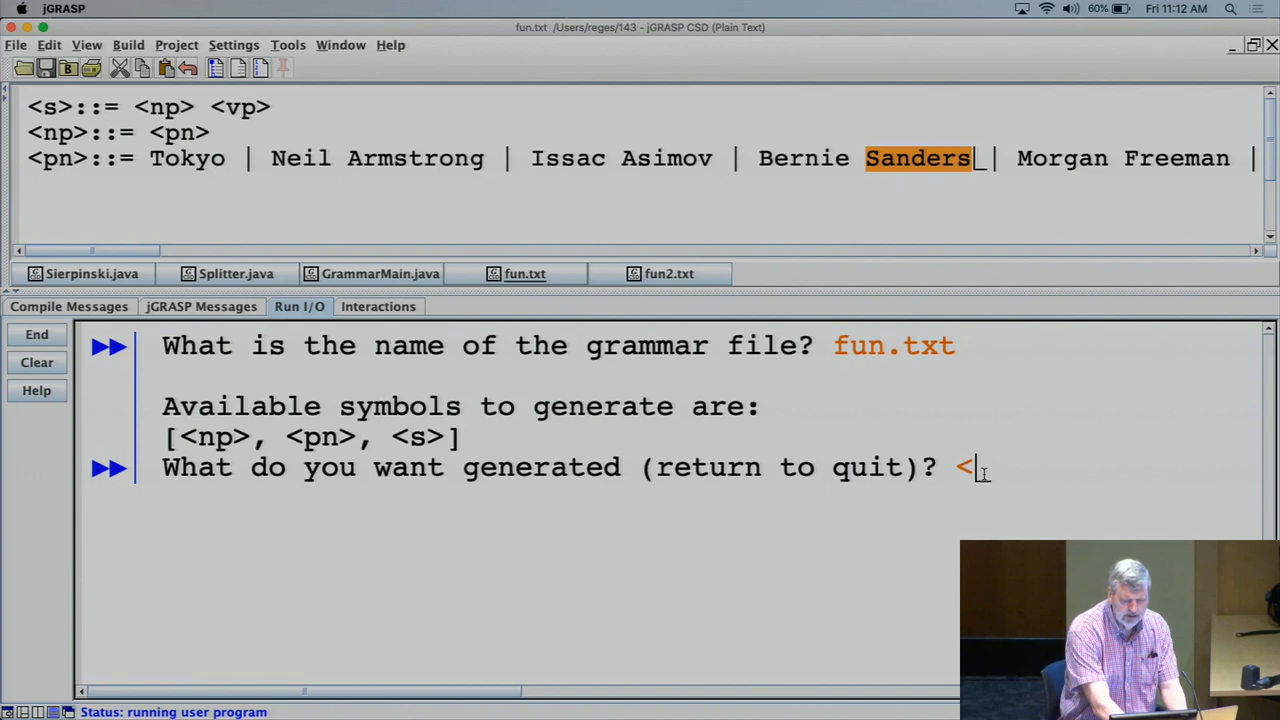 jGRASP 60% Fri 11:12 AM
fun.txt /Users/reges/143 - jGRASP CSD (Plain Text)
File Edit View Build Project Settings Tools Window Help
<s>::= <np> <vp>
<np>::= <pn>
<pn>::= Tokyo | Neil Armstrong | Issac Asimov | Bernie Sanders | Morgan Freeman |
Sierpinski.java Splitter.java GrammarMain.java fun.txt fun2.txt
Compile Messages jGRASP Messages Run I/O Interactions
End
Clear
Help
What is the name of the grammar file? fun.txt
Available symbols to generate are:
[<np>, <pn>, <s>]
What do you want generated (return to quit)? <
Status: running user program